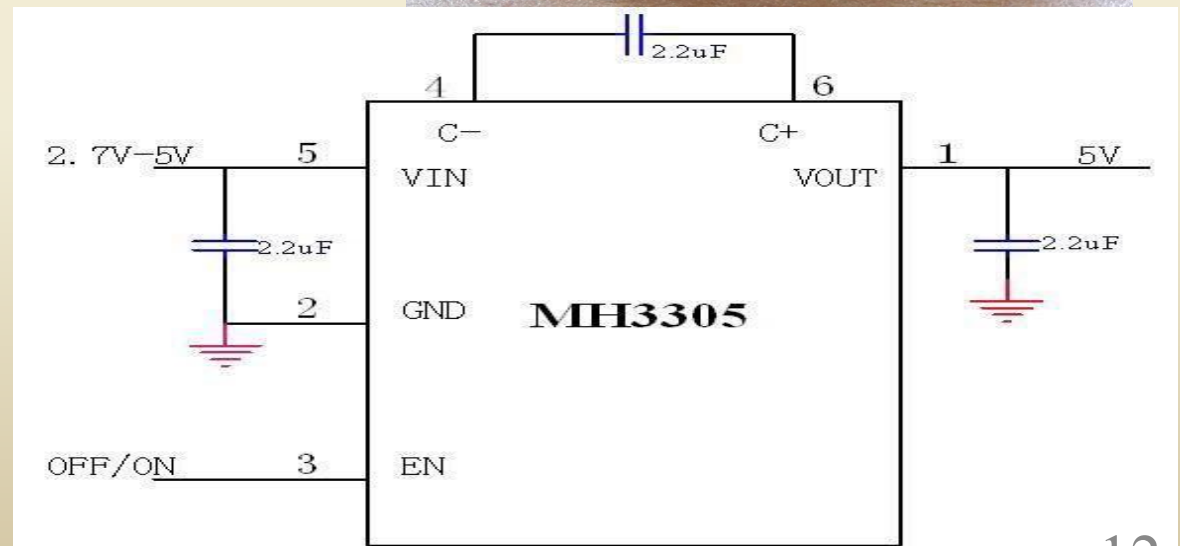 2.2uF
4 6
C− C+
2. 7V−5V 5 VIN VOUT 1 5V
2.2uF 2.2uF
2 GND MH3305
OFF/ON 3 EN